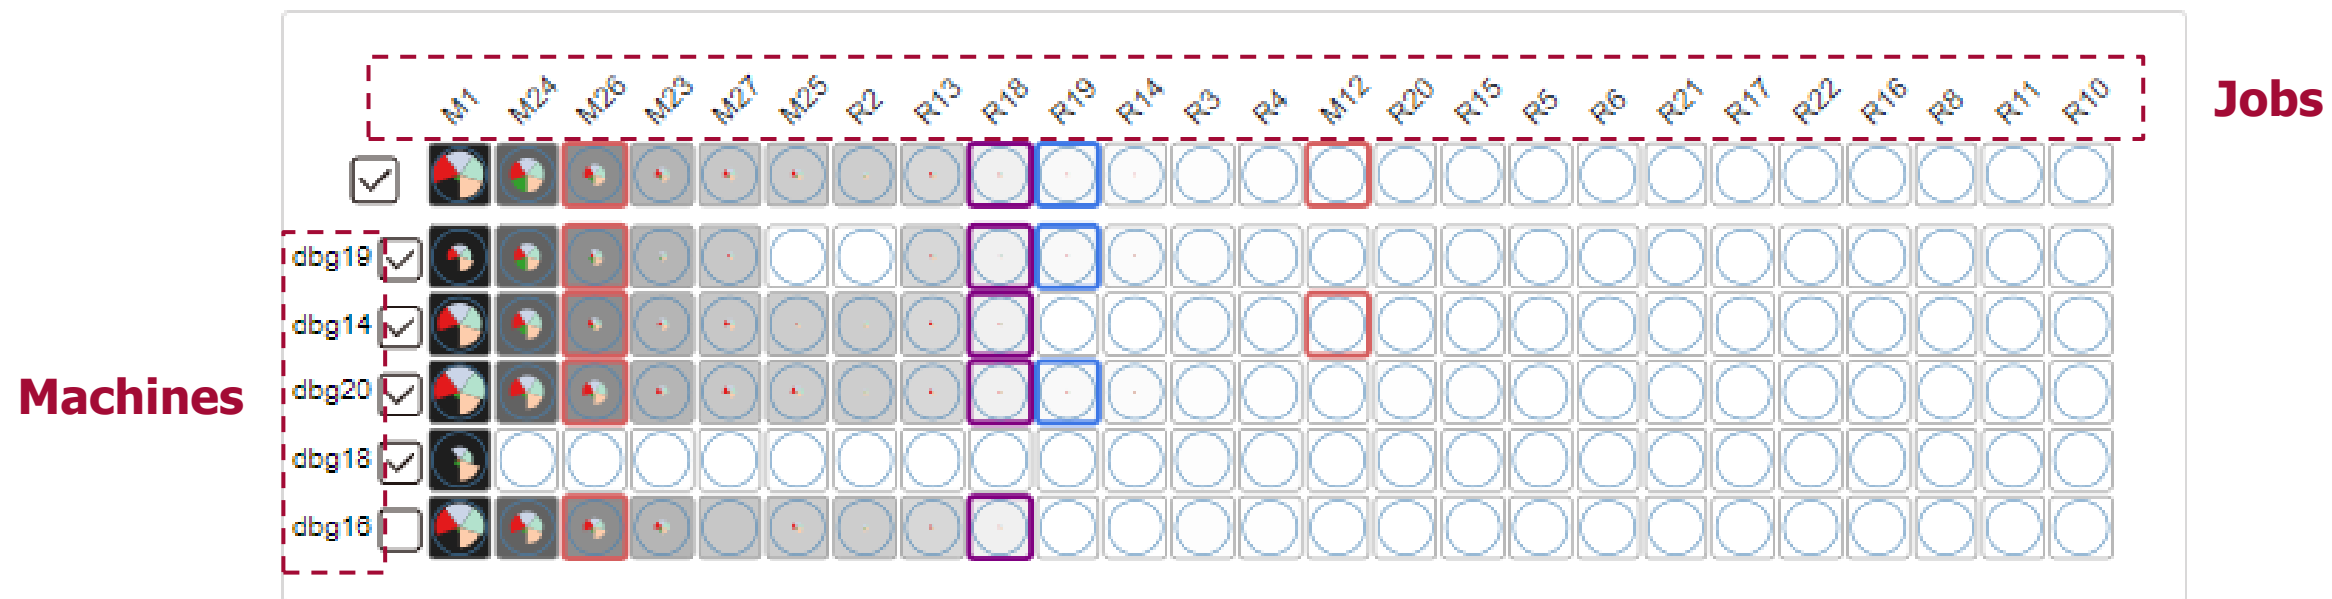 M1 M24 M26 M23 M27 M25 R2 R13 R18 R19 R14 R3 R4 M12 R20 R15 R5 R6 R21 R17 R22 R16 R8 R11 R10
Jobs
dbg19
dbg14
dbg20
Machines
dbg18
dbg16